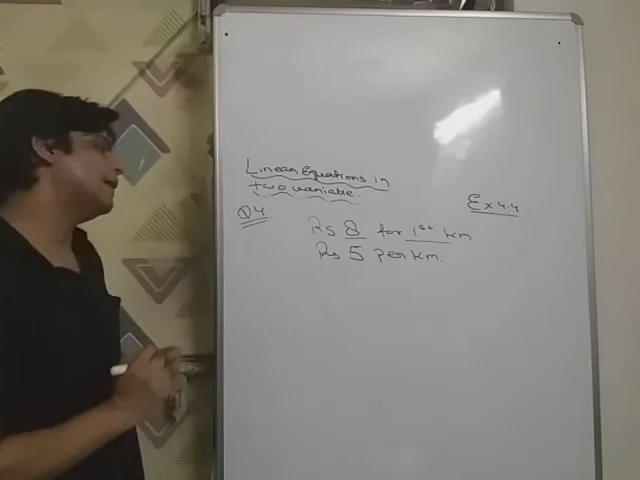 Linear Equations in
two variable
Ex 4.4
Q4
Rs 8 for 1st km
Rs 5 per km.